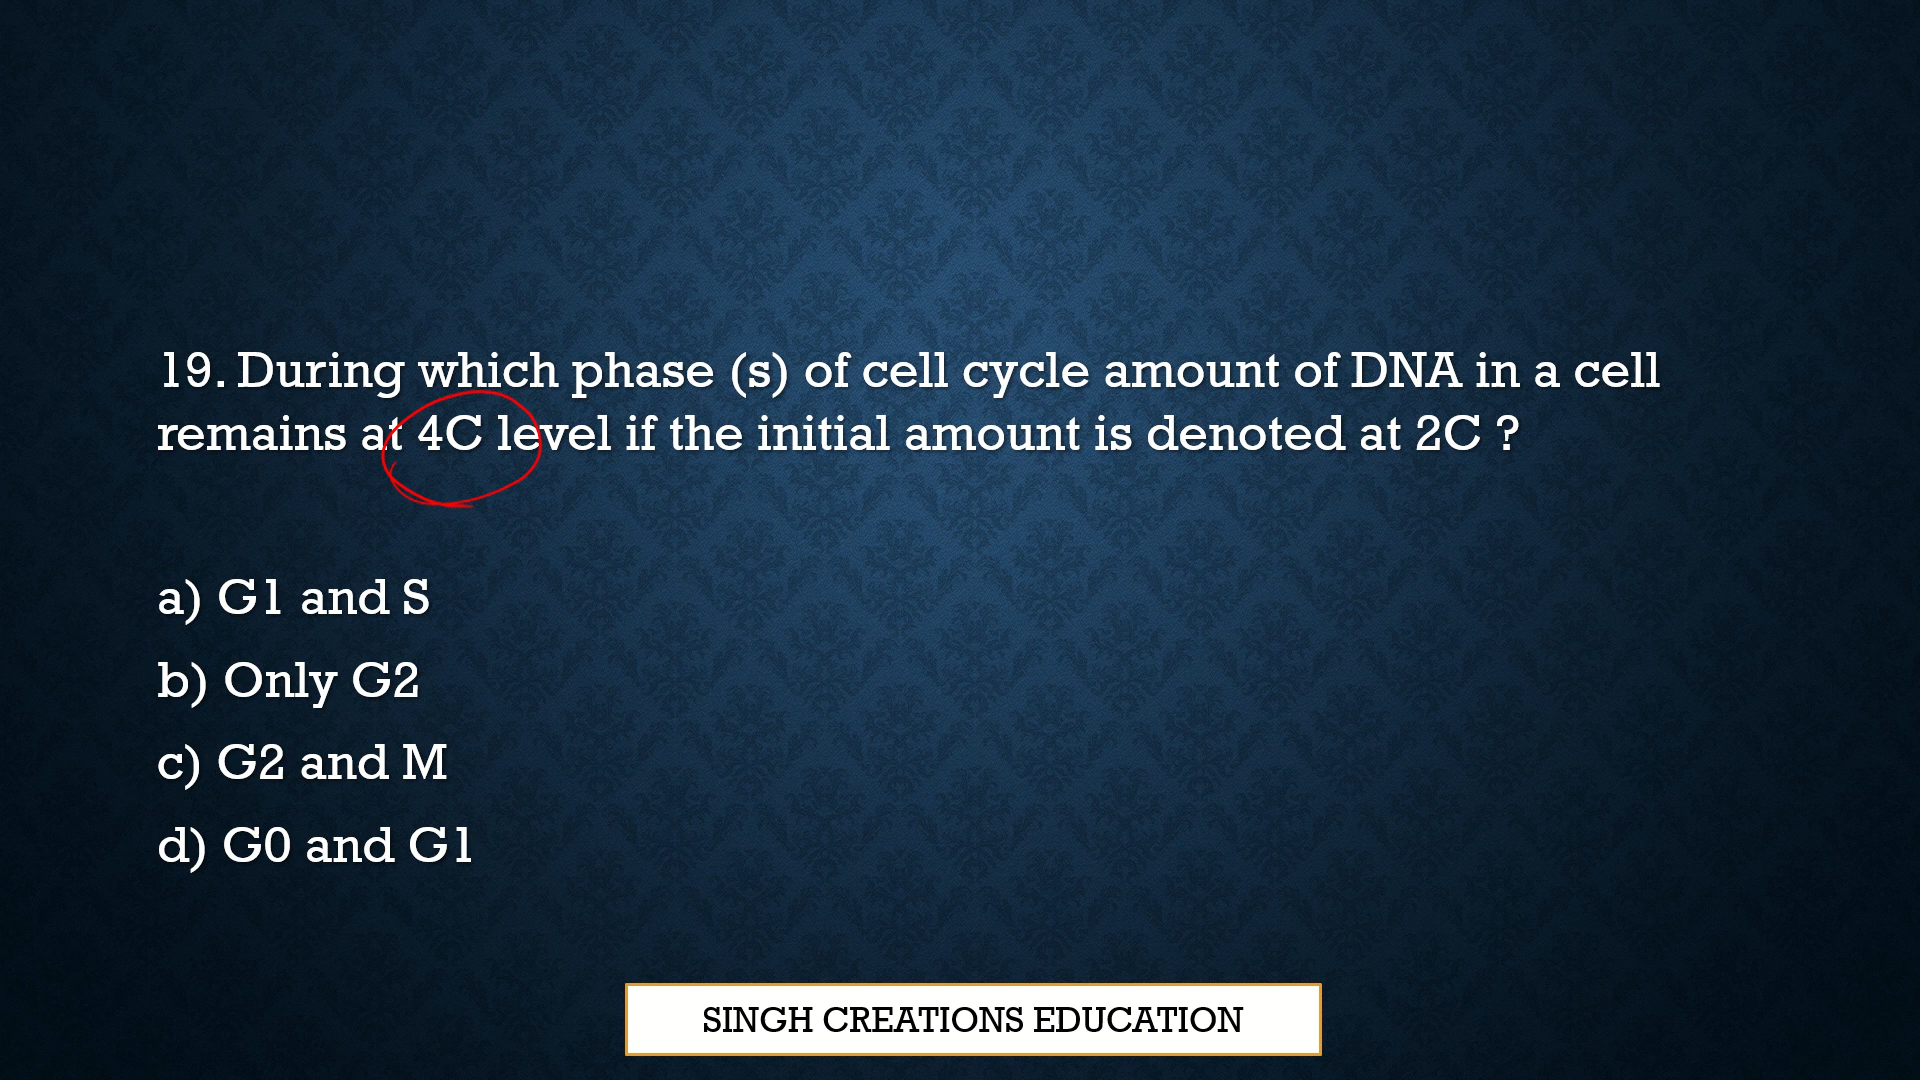 19. During which phase (s) of cell cycle amount of DNA in a cell
remains at 4C level if the initial amount is denoted at 2C ?
a) G1 and S
b) Only G2
c) G2 and M
d) G0 and G1
SINGH CREATIONS EDUCATION